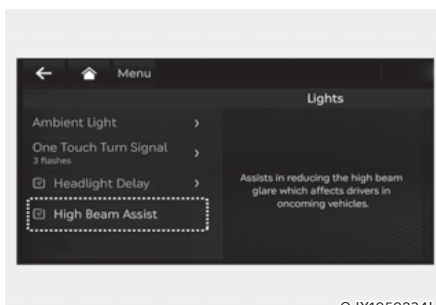 Menu
Lights
Ambient Light
One Touch Turn Signal
3 flashes
Headlight Delay
High Beam Assist
Assists in reducing the high beam
glare which affects drivers in
oncoming vehicles.